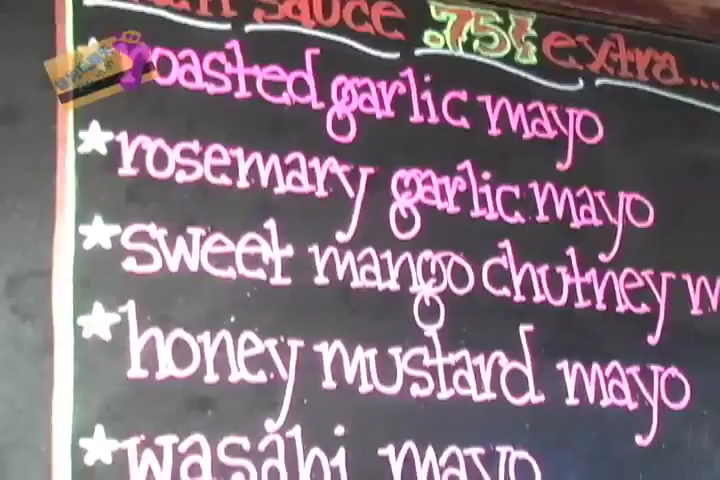 sauce .75¢ extra...
roasted garlic mayo
*rosemary garlic mayo
*sweet mango chutney
*honey mustard mayo
*wasabi mayo